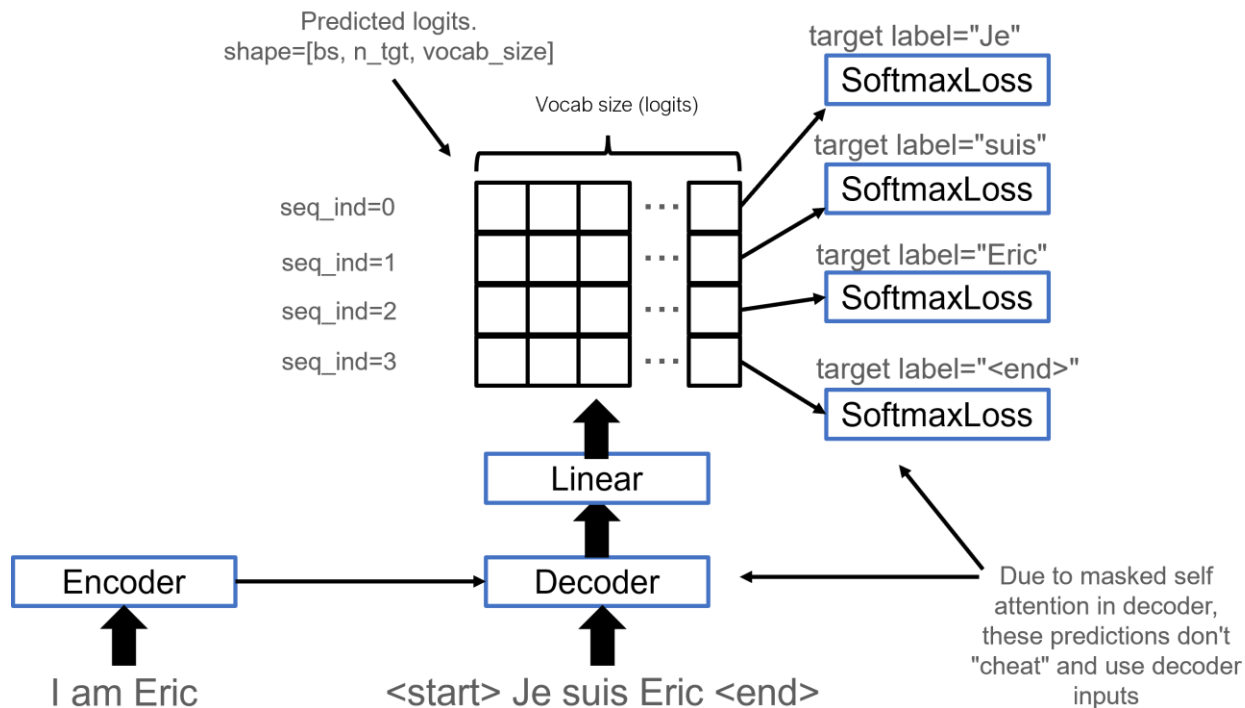 Predicted logits.
shape=[bs, n_tgt, vocab_size]
Vocab size (logits)
seq_ind=0
seq_ind=1
seq_ind=2
seq_ind=3
target label="Je"
SoftmaxLoss
target label="suis"
SoftmaxLoss
target label="Eric"
SoftmaxLoss
target label="<end>"
SoftmaxLoss
Linear
Encoder
Decoder
I am Eric
<start> Je suis Eric <end>
Due to masked self
attention in decoder,
these predictions don't
"cheat" and use decoder
inputs